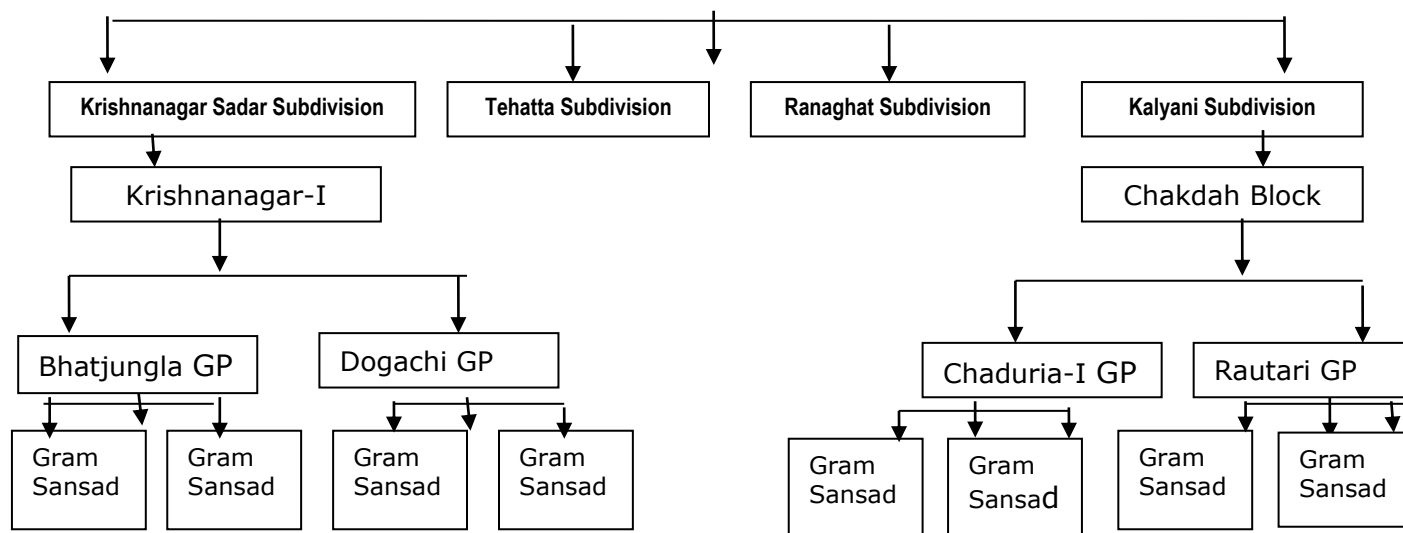 Krishnanagar Sadar Subdivision
Tehatta Subdivision
Ranaghat Subdivision
Kalyani Subdivision
Krishnanagar-I
Chakdah Block
Bhatjungla GP
Dogachi GP
Chaduria-I GP
Rautari GP
Gram
Sansad
Gram
Sansad
Gram
Sansad
Gram
Sansad
Gram
Sansad
Gram
Sansad
Gram
Sansad
Gram
Sansad